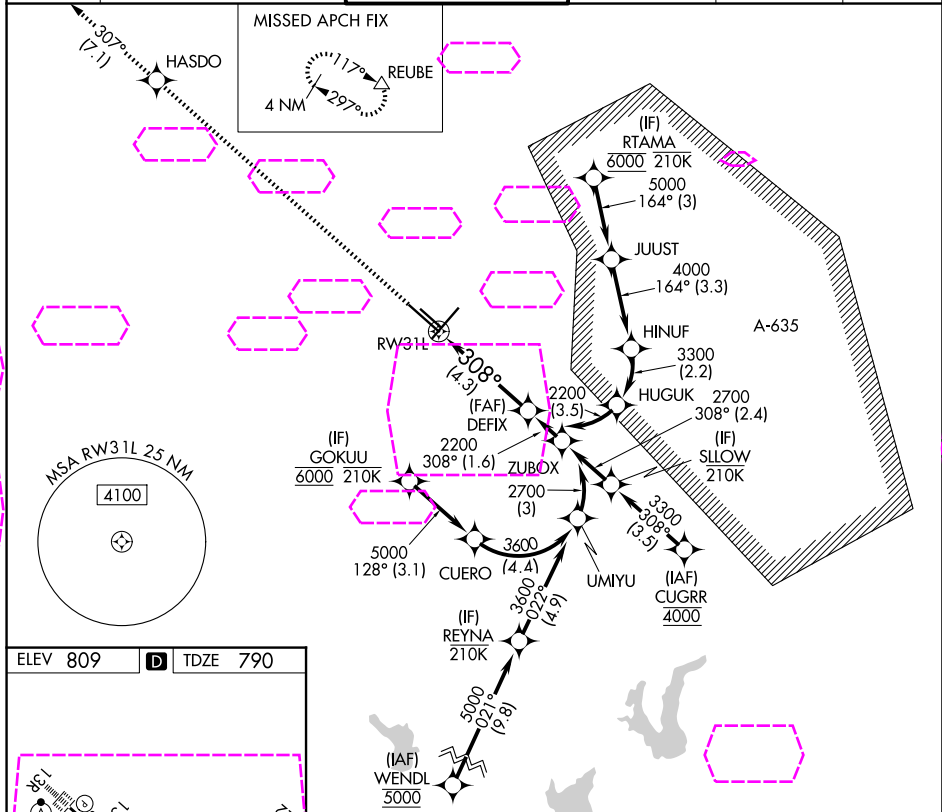 MISSED APCH FIX
117°
REUBE
4 NM
297°
307°
(7.1)
HASDO
(IF)
RTAMA
6000 210K
5000
164° (3)
JUUST
4000
164° (3.3)
A-635
HINUF
3300
(2.2)
HUGUK
2700
308° (2.4)
(IF)
SLLOW
210K
RW31L
308°
(4.3)
(FAF)
DEFIX
2200
(3.5)
2200
308° (1.6)
ZUBOX
2700
(3)
(IF)
GOKUU
6000 210K
5000
128° (3.1)
CUERO
3600
(4.4)
UMIYU
3300
308°
(3.5)
(IAF)
CUGRR
4000
3600
022°
(4.9)
(IF)
REYNA
210K
5000
021°
(9.8)
(IAF)
WENDL
5000
MSA RW31L 25 NM
4100
ELEV 809 D TDZE 790
13R
P